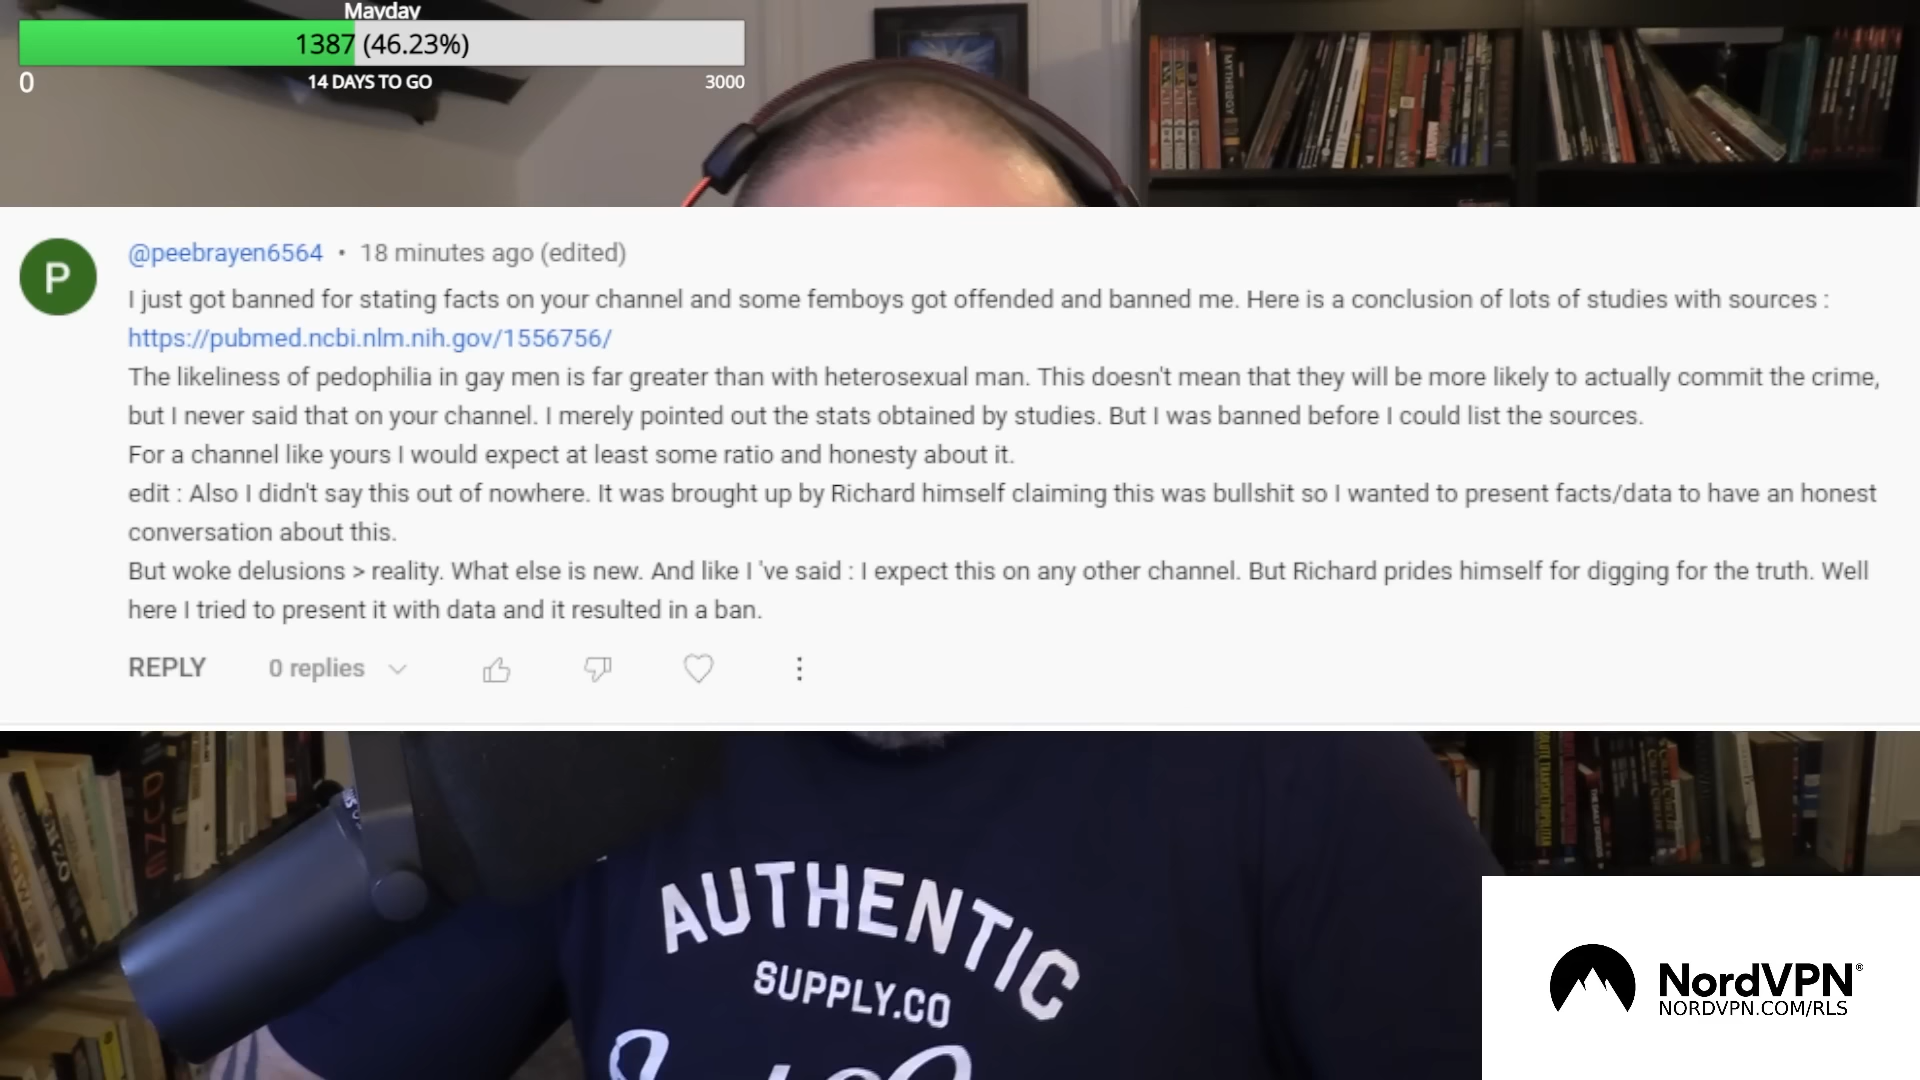 Mayday
1387 (46.23%)
0
14 DAYS TO GO
3000
MYTHOLOGY
P
@peebrayen6564 • 18 minutes ago (edited)
I just got banned for stating facts on your channel and some femboys got offended and banned me. Here is a conclusion of lots of studies with sources :
https://pubmed.ncbi.nlm.nih.gov/1556756/
The likeliness of pedophilia in gay men is far greater than with heterosexual man. This doesn't mean that they will be more likely to actually commit the crime,
but I never said that on your channel. I merely pointed out the stats obtained by studies. But I was banned before I could list the sources.
For a channel like yours I would expect at least some ratio and honesty about it.
edit : Also I didn't say this out of nowhere. It was brought up by Richard himself claiming this was bullshit so I wanted to present facts/data to have an honest
conversation about this.
But woke delusions > reality. What else is new. And like I 've said : I expect this on any other channel. But Richard prides himself for digging for the truth. Well
here I tried to present it with data and it resulted in a ban.
REPLY 0 replies
DUNE
AUTHENTIC
SUPPLY.CO
NordVPN®
NORDVPN.COM/RLS